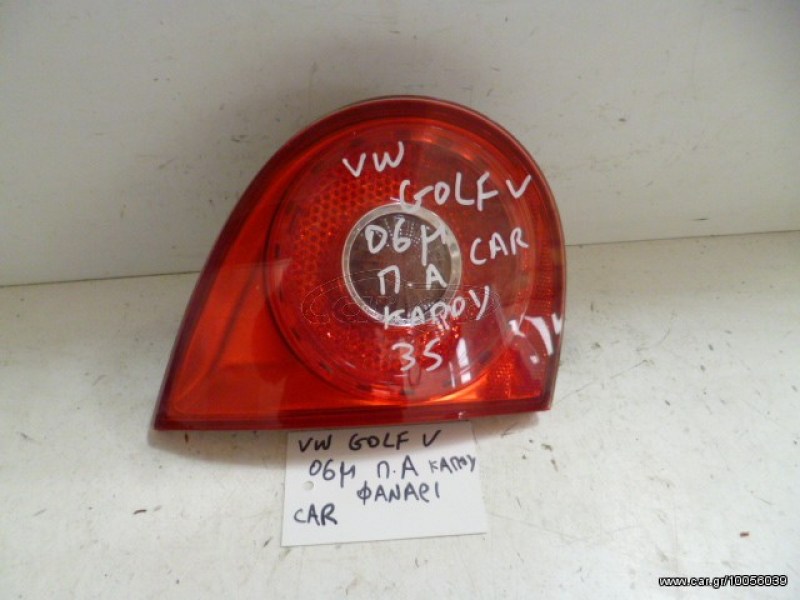 VW
GOLF V
06μ CAR
Π Α
ΚΑΠΟΥ
35
VW GOLF V
06μ Π.Α ΚΑΠΟΥ
ΦΑΝΑΡΙ
CAR
www.car.gr/10056039